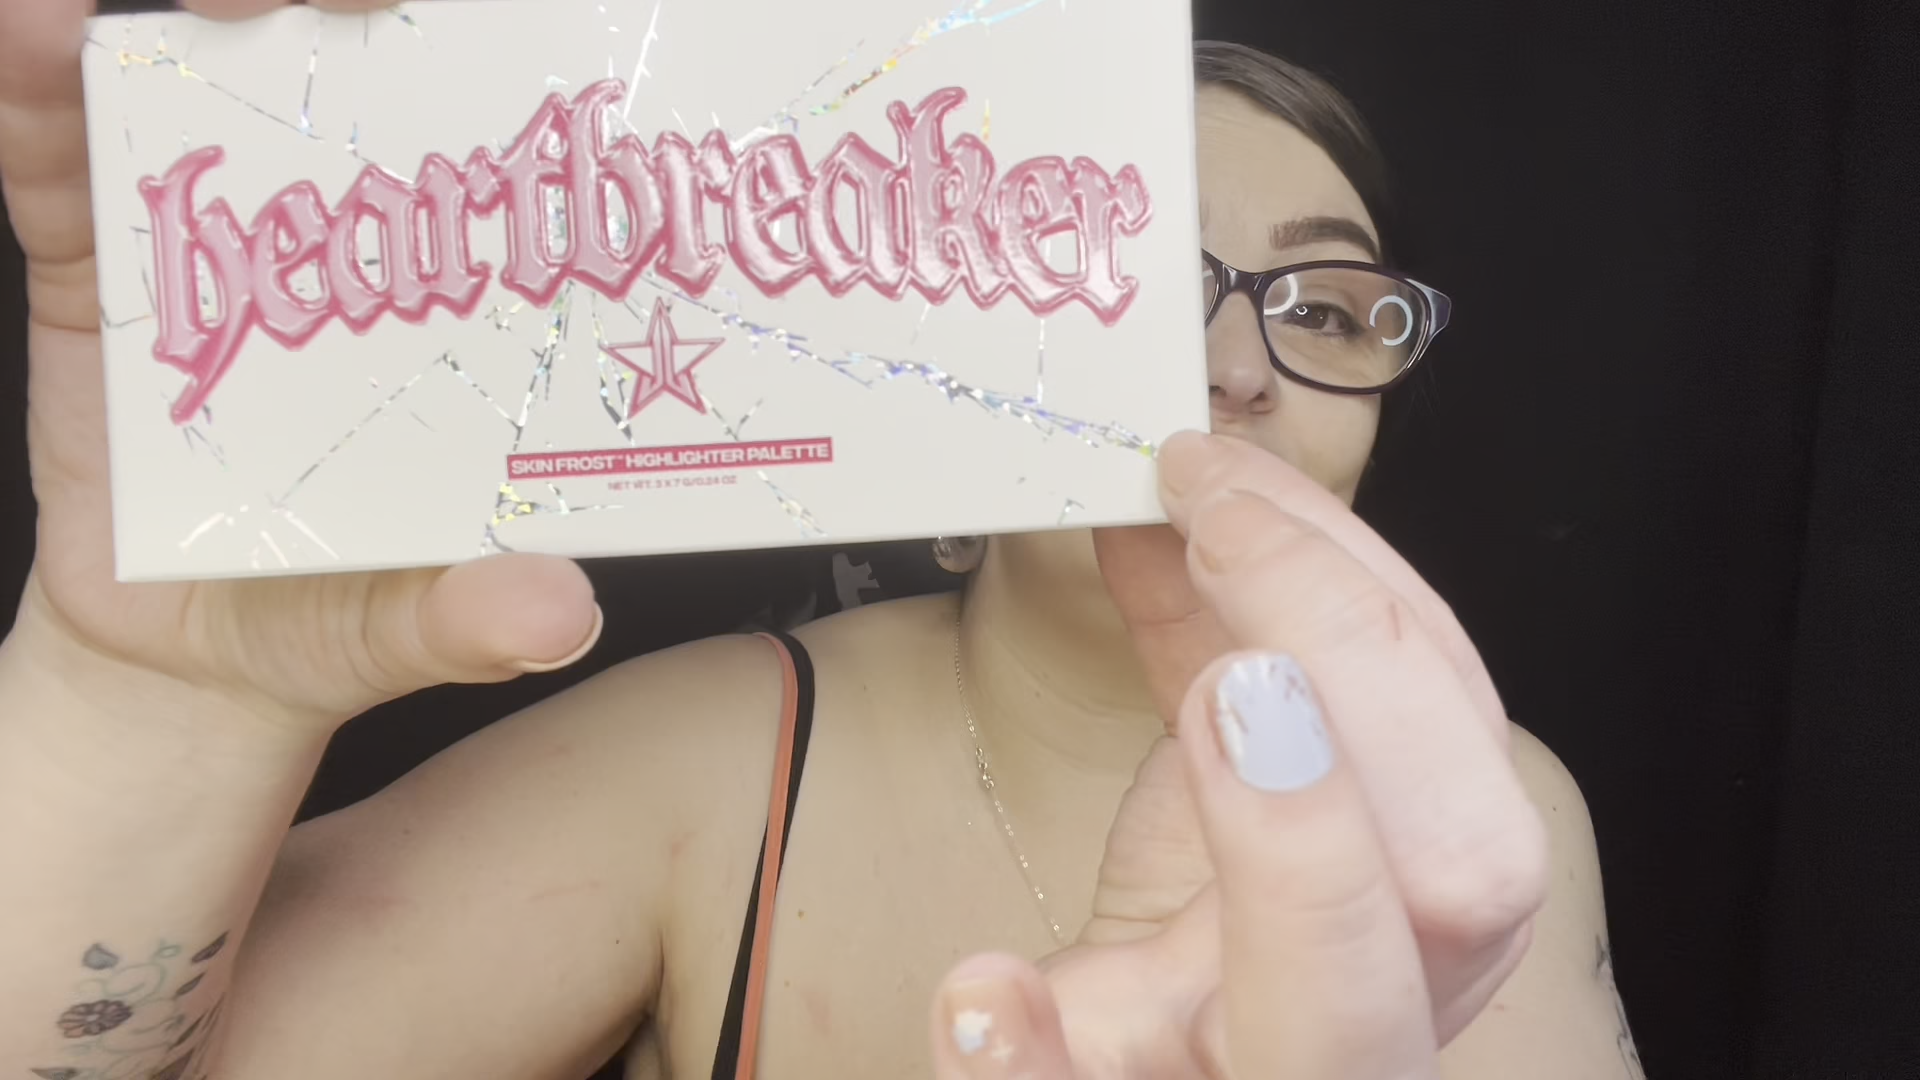 heartbreaker
SKIN FROST™ HIGHLIGHTER PALETTE
NET WT. 3 X 7 G/0.24 OZ